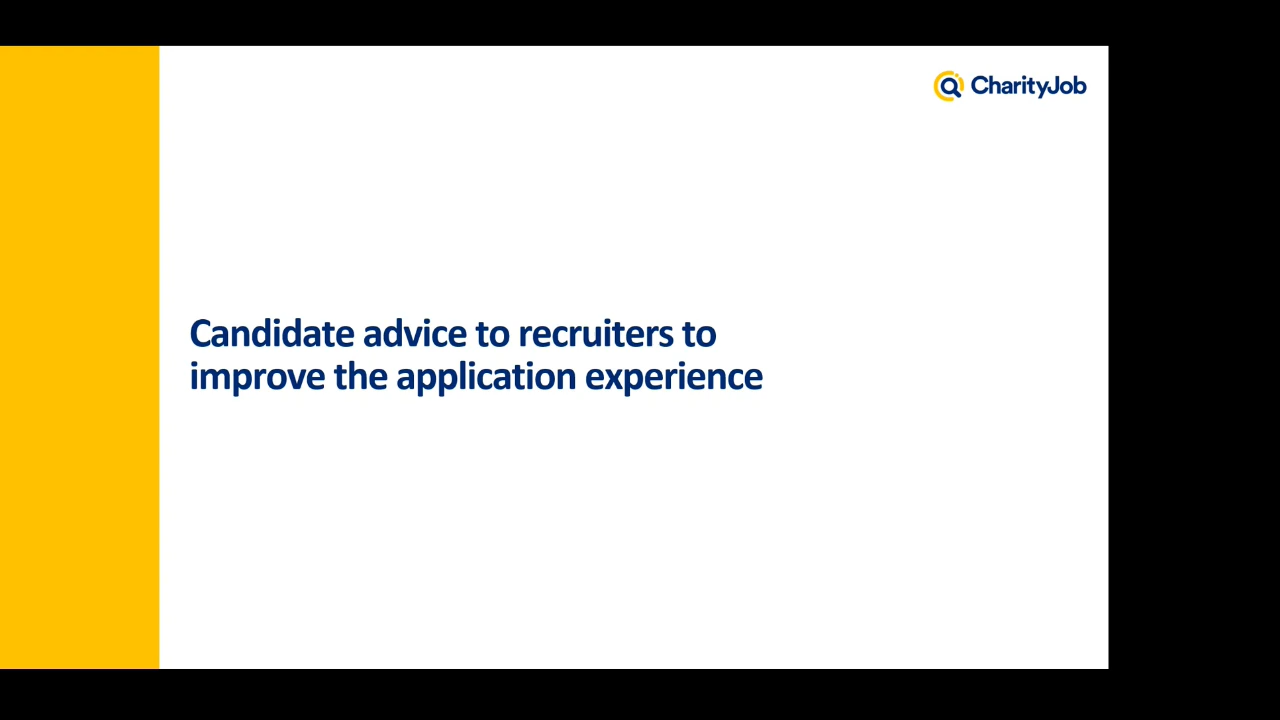 CharityJob
Candidate advice to recruiters to
improve the application experience